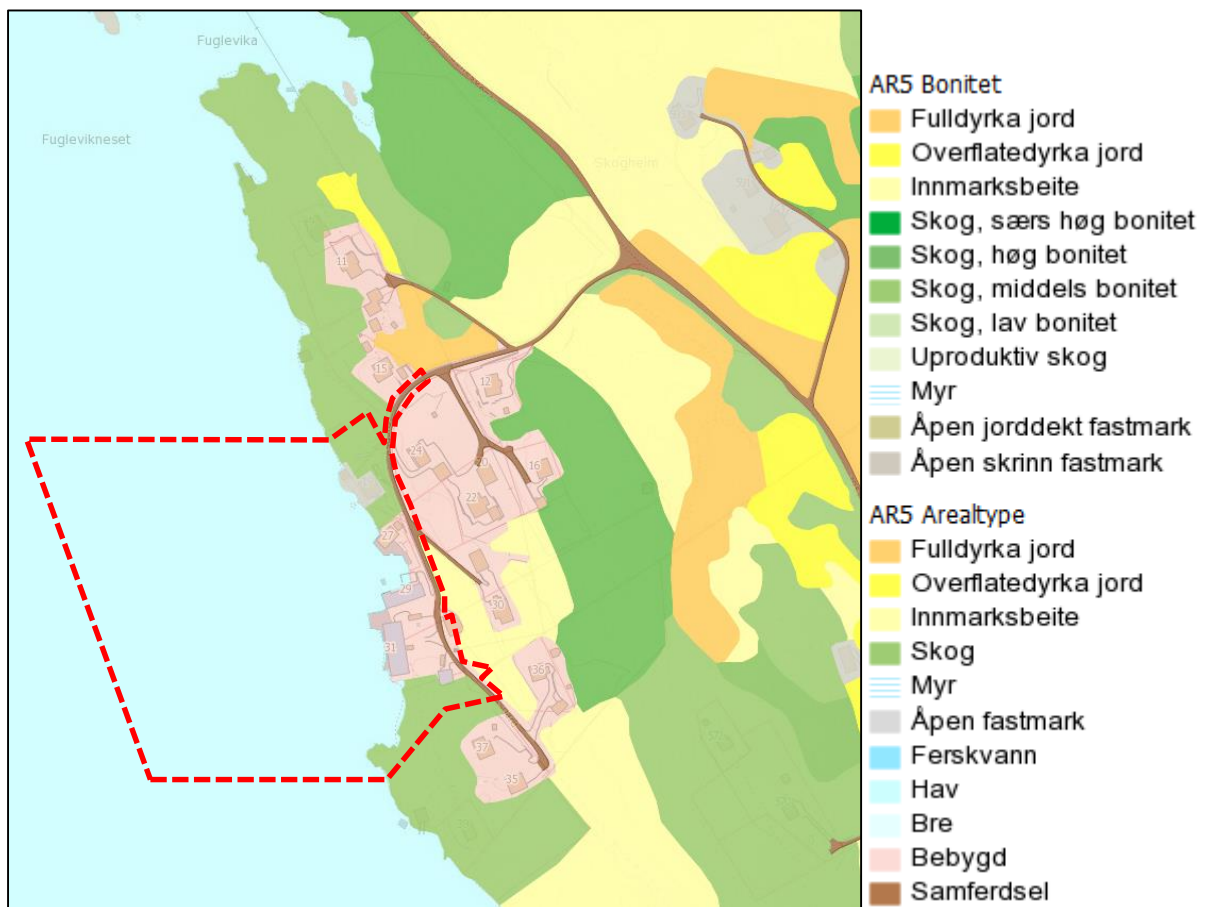 Fuglevika
Fuglevikneset
Skogheim
11
15
12
24
20
16
22
27
29
30
31
36
37
35
AR5 Bonitet
Fulldyrka jord
Overflatedyrka jord
Innmarksbeite
Skog, særs høg bonitet
Skog, høg bonitet
Skog, middels bonitet
Skog, lav bonitet
Uproduktiv skog
Myr
Åpen jorddekt fastmark
Åpen skrinn fastmark
AR5 Arealtype
Fulldyrka jord
Overflatedyrka jord
Innmarksbeite
Skog
Myr
Åpen fastmark
Ferskvann
Hav
Bre
Bebygd
Samferdsel